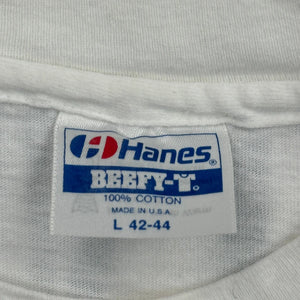 Hanes®
BEEFY-T®
100% COTTON
MADE IN U.S.A.
L 42-44